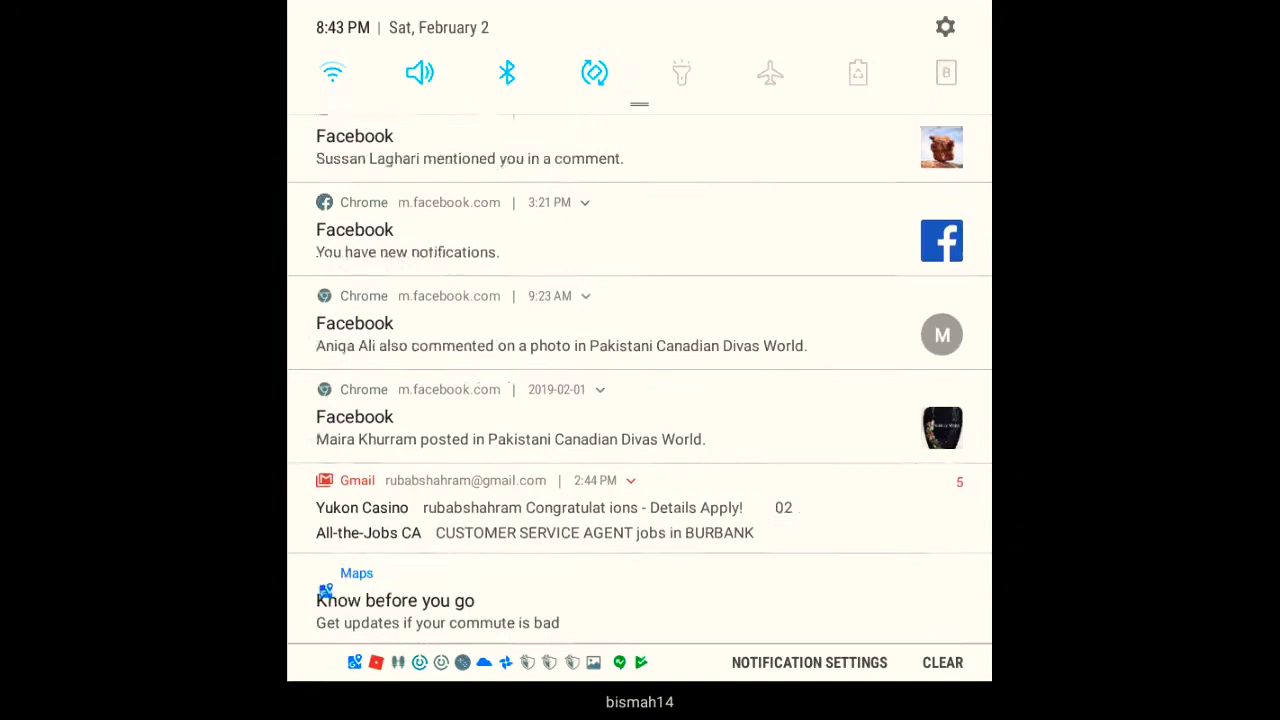 8:43 PM | Sat, February 2
Facebook
Sussan Laghari mentioned you in a comment.
Chrome m.facebook.com | 3:21 PM
Facebook
You have new notifications.
Chrome m.facebook.com | 9:23 AM
Facebook
Aniqa Ali also commented on a photo in Pakistani Canadian Divas World.
M
Chrome m.facebook.com | 2019-02-01
Facebook
Maira Khurram posted in Pakistani Canadian Divas World.
Gmail rubabshahram@gmail.com | 2:44 PM 5
Yukon Casino rubabshahram Congratulat ions - Details Apply! 02
All-the-Jobs CA CUSTOMER SERVICE AGENT jobs in BURBANK
Maps
Know before you go
Get updates if your commute is bad
NOTIFICATION SETTINGS CLEAR
bismah14